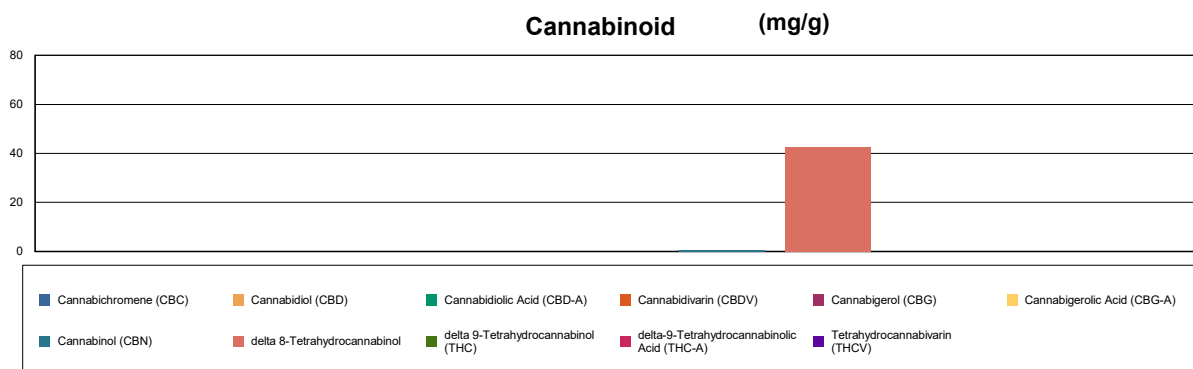 Cannabinoid (mg/g)
80
60
40
20
0
Cannabichromene (CBC)
Cannabidiol (CBD)
Cannabidiolic Acid (CBD-A)
Cannabidivarin (CBDV)
Cannabigerol (CBG)
Cannabigerolic Acid (CBG-A)
Cannabinol (CBN)
delta 8-Tetrahydrocannabinol
delta 9-Tetrahydrocannabinol
(THC)
delta-9-Tetrahydrocannabinolic
Acid (THC-A)
Tetrahydrocannabivarin
(THCV)